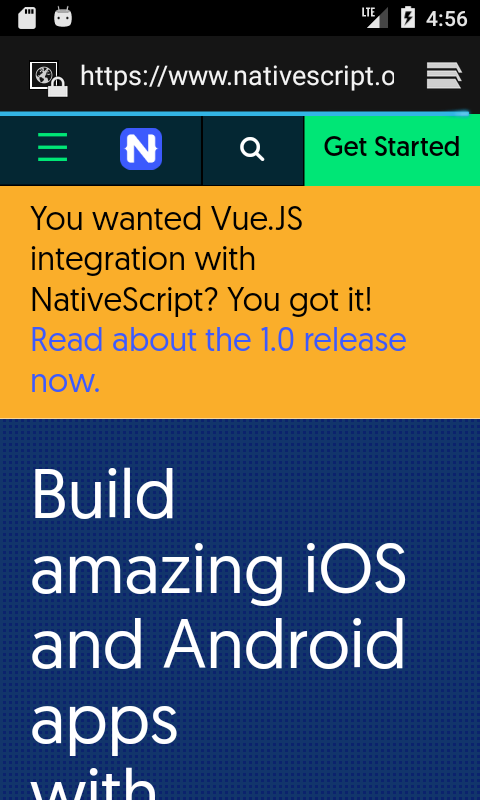 LTE 4:56
https://www.nativescript.o
N Get Started
You wanted Vue.JS
integration with
NativeScript? You got it!
Read about the 1.0 release
now.
Build
amazing iOS
and Android
apps
with